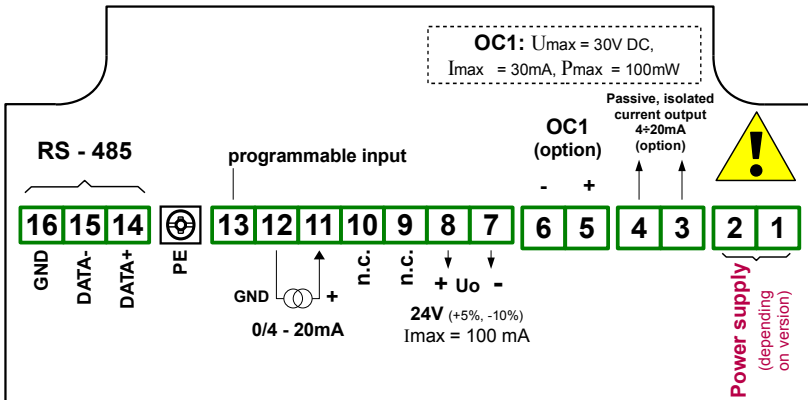 OC1: Umax = 30V DC,
Imax = 30mA, Pmax = 100mW
Passive, isolated
current output
4÷20mA
(option)
OC1
(option)
- +
RS - 485
programmable input
!
16 15 14 13 12 11 10 9 8 7 6 5 4 3 2 1
GND
DATA-
DATA+
PE
GND +
0/4 - 20mA
n.c.
n.c.
+ Uo -
24V (+5%, -10%)
Imax = 100 mA
Power supply
(depending
on version)